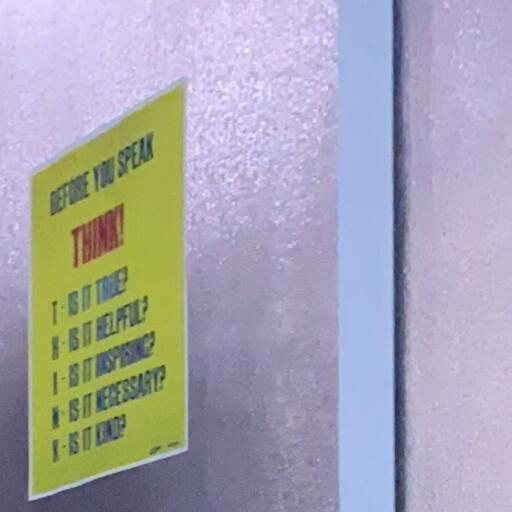 BEFORE YOU SPEAK
THINK!
T - IS IT TRUE?
H - IS IT HELPFUL?
I - IS IT INSPIRING?
N - IS IT NECESSARY?
K - IS IT KIND?